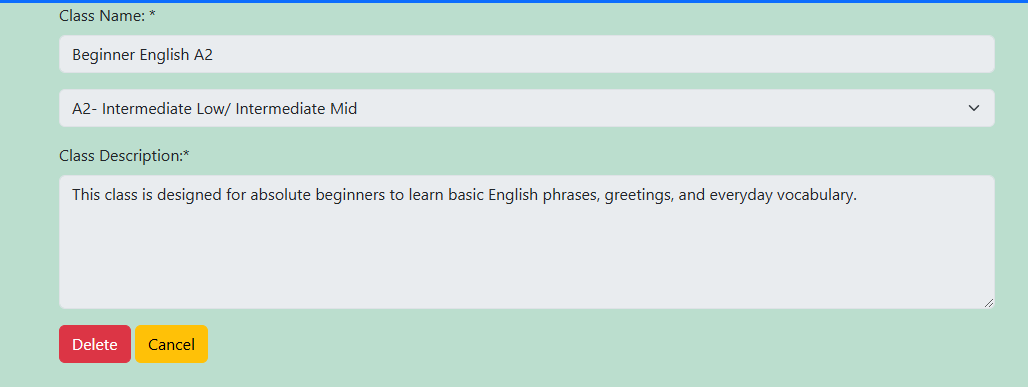 Class Name: *
Beginner English A2
A2- Intermediate Low/ Intermediate Mid
Class Description:*
This class is designed for absolute beginners to learn basic English phrases, greetings, and everyday vocabulary.
Delete Cancel